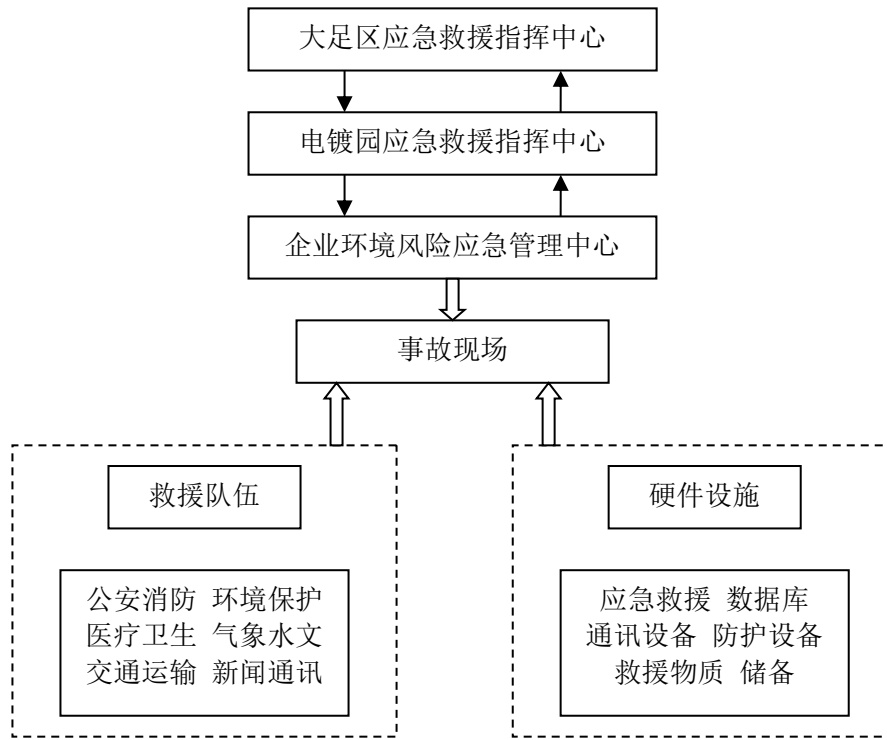 大足区应急救援指挥中心
电镀园应急救援指挥中心
企业环境风险应急管理中心
事故现场
救援队伍
公安消防 环境保护
医疗卫生 气象水文
交通运输 新闻通讯
硬件设施
应急救援 数据库
通讯设备 防护设备
救援物质 储备